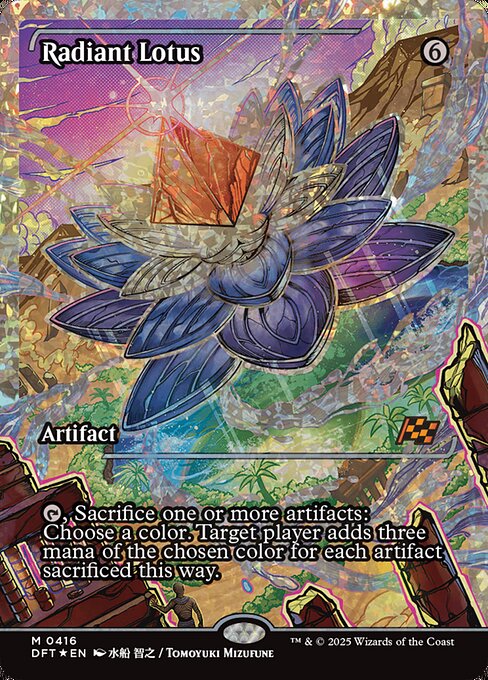 Radiant Lotus 6
Artifact
, Sacrifice one or more artifacts:
Choose a color. Target player adds three
mana of the chosen color for each artifact
sacrificed this way.
M 0416
DFT★EN 水船 智之 / Tomoyuki Mizufune
™ & © 2025 Wizards of the Coast